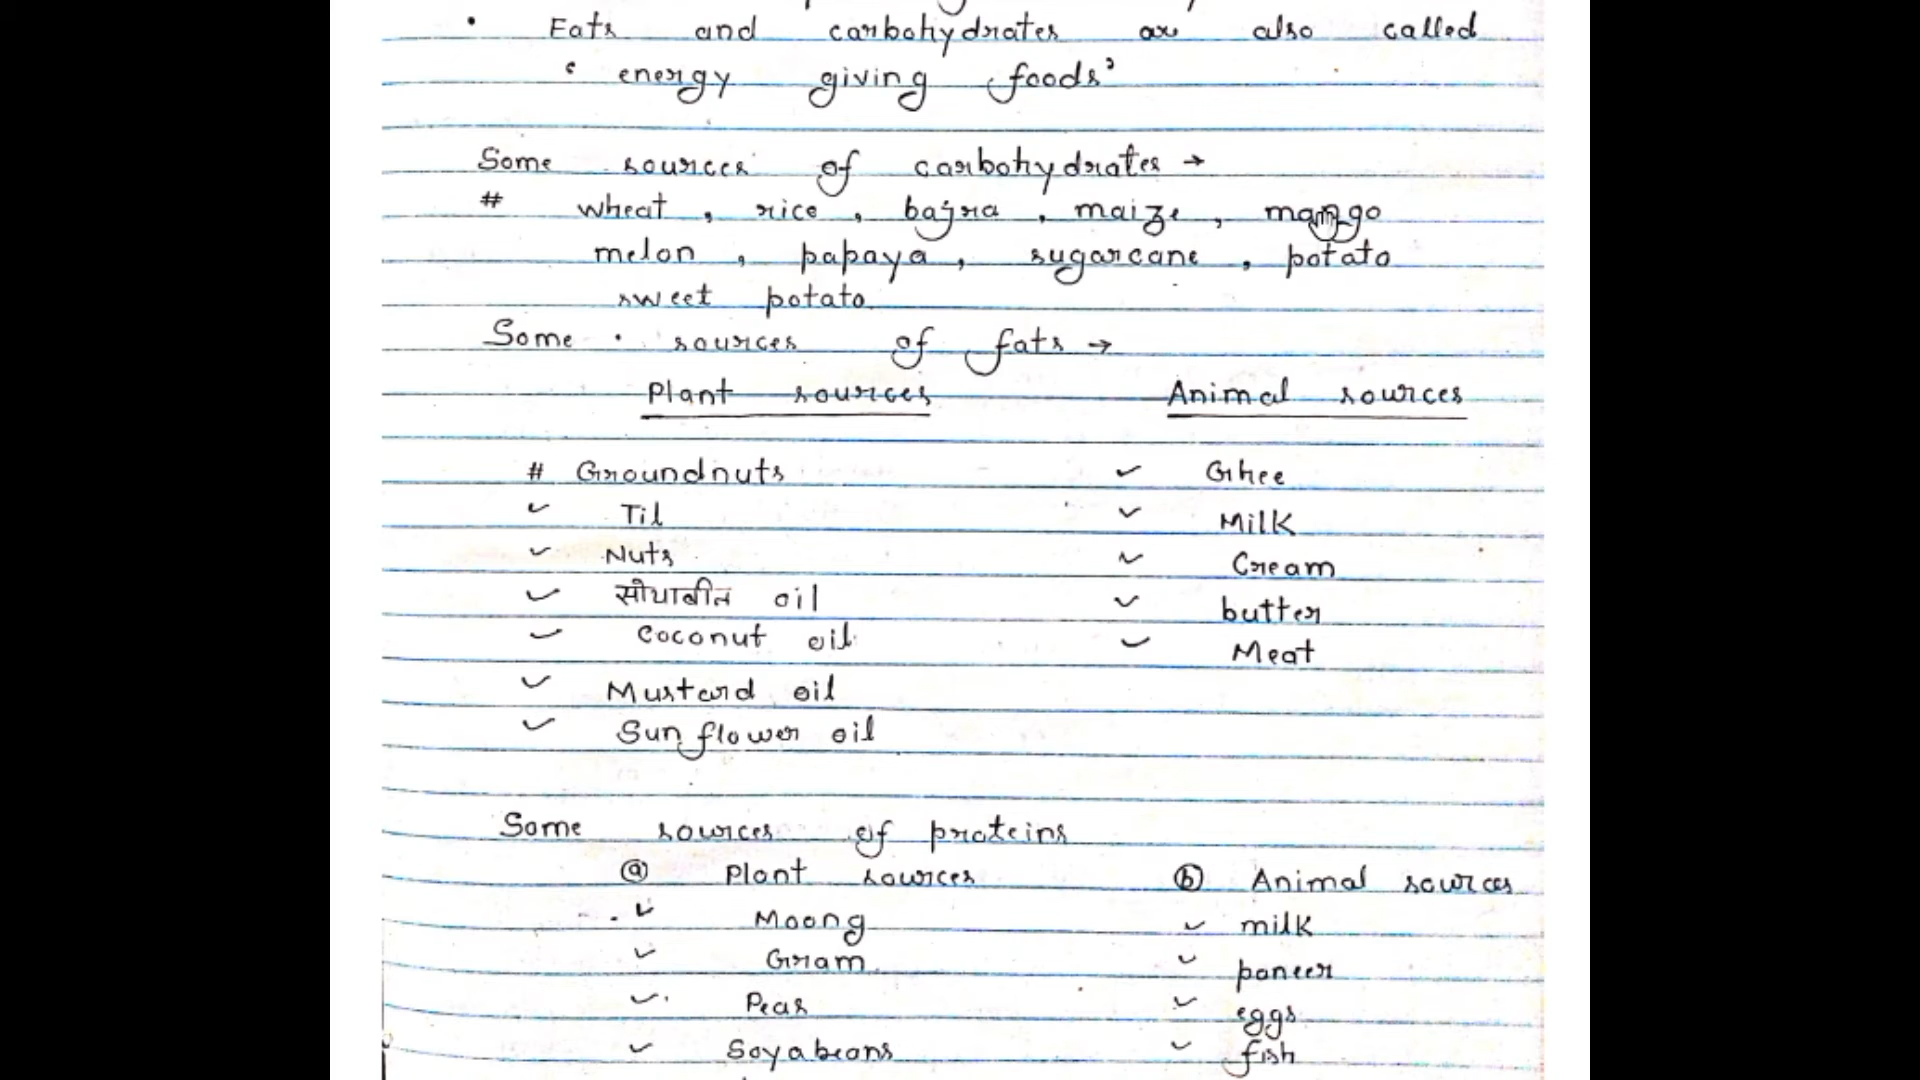 • Fats and carbohydrates are also called
' energy giving foods'
Some sources of carbohydrates →
# wheat , rice , bajra , maize , mango
melon , papaya , sugarcane , potato
sweet potato
Some • sources of fats →
Plant sources Animal sources
# Groundnuts ✓ Ghee
✓ Til ✓ Milk
✓ Nuts ✓ Cream
✓ सोयाबीन oil ✓ butter
✓ Coconut oil ✓ Meat
✓ Mustard oil
✓ Sunflower oil
Some sources of proteins
ⓐ Plant sources ⓑ Animal sources
✓ Moong ✓ milk
✓ Gram ✓ paneer
✓ Peas ✓ eggs
✓ Soyabeans ✓ fish